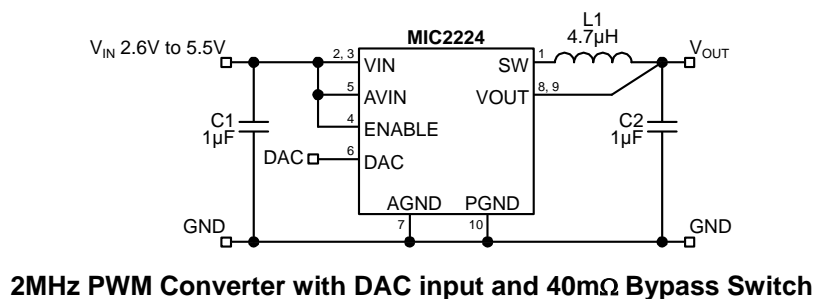 L1
4.7µH
MIC2224
VIN 2.6V to 5.5V
2, 3
VIN
SW
1
VOUT
5
AVIN
VOUT
8, 9
4
ENABLE
C1
1µF
C2
1µF
DAC
6
DAC
AGND
PGND
GND
7
10
GND
2MHz PWM Converter with DAC input and 40mΩ Bypass Switch